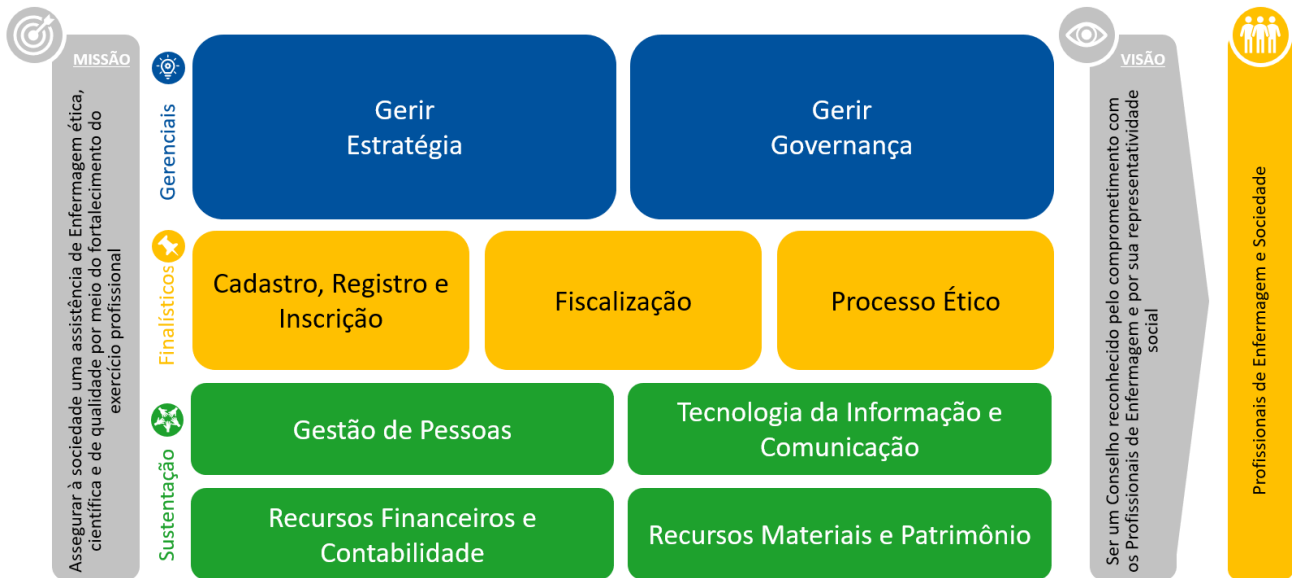 MISSÃO
Assegurar à sociedade uma assistência de Enfermagem ética,
científica e de qualidade por meio do fortalecimento do
exercício profissional
Gerenciais
Gerir
Estratégia
Gerir
Governança
Finalísticos
Cadastro, Registro e
Inscrição
Fiscalização
Processo Ético
Sustentação
Gestão de Pessoas
Tecnologia da Informação e
Comunicação
Recursos Financeiros e
Contabilidade
Recursos Materiais e Patrimônio
VISÃO
Ser um Conselho reconhecido pelo comprometimento com
os Profissionais de Enfermagem e por sua representatividade
social
Profissionais de Enfermagem e Sociedade